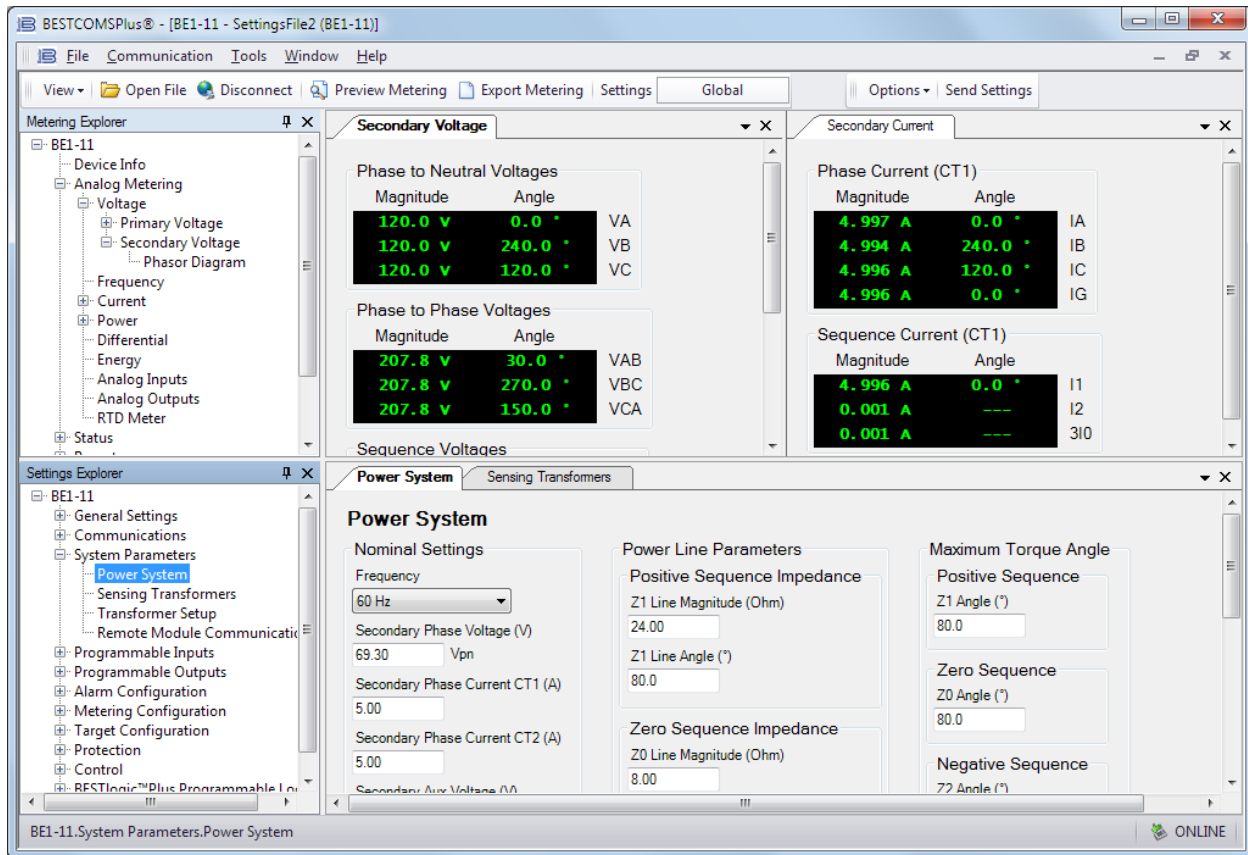 BESTCOMSPlus® - [BE1-11 - SettingsFile2 (BE1-11)]
File Communication Tools Window Help
View Open File Disconnect Preview Metering Export Metering Settings Global Options Send Settings
Metering Explorer
BE1-11
Device Info
Analog Metering
Voltage
Primary Voltage
Secondary Voltage
Phasor Diagram
Frequency
Current
Power
Differential
Energy
Analog Inputs
Analog Outputs
RTD Meter
Status
Secondary Voltage
Phase to Neutral Voltages
Magnitude Angle
120.0 V 0.0 ° VA
120.0 V 240.0 ° VB
120.0 V 120.0 ° VC
Phase to Phase Voltages
Magnitude Angle
207.8 V 30.0 ° VAB
207.8 V 270.0 ° VBC
207.8 V 150.0 ° VCA
Sequence Voltages
Secondary Current
Phase Current (CT1)
Magnitude Angle
4.997 A 0.0 ° IA
4.994 A 240.0 ° IB
4.996 A 120.0 ° IC
4.996 A 0.0 ° IG
Sequence Current (CT1)
Magnitude Angle
4.996 A 0.0 ° I1
0.001 A --- I2
0.001 A --- 3I0
Settings Explorer
BE1-11
General Settings
Communications
System Parameters
Power System
Sensing Transformers
Transformer Setup
Remote Module Communicatic
Programmable Inputs
Programmable Outputs
Alarm Configuration
Metering Configuration
Target Configuration
Protection
Control
BESTlogic™Plus Programmable Lo
Power System Sensing Transformers
Power System
Nominal Settings
Frequency
60 Hz
Secondary Phase Voltage (V)
69.30 Vpn
Secondary Phase Current CT1 (A)
5.00
Secondary Phase Current CT2 (A)
5.00
Secondary Aux Voltage (V)
Power Line Parameters
Positive Sequence Impedance
Z1 Line Magnitude (Ohm)
24.00
Z1 Line Angle (°)
80.0
Zero Sequence Impedance
Z0 Line Magnitude (Ohm)
8.00
Maximum Torque Angle
Positive Sequence
Z1 Angle (°)
80.0
Zero Sequence
Z0 Angle (°)
80.0
Negative Sequence
Z2 Angle (°)
BE1-11.System Parameters.Power System ONLINE